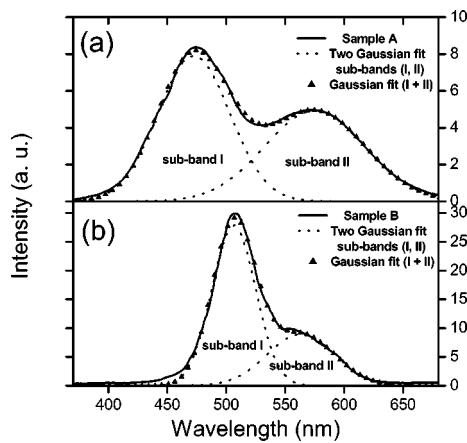 (a)
Sample A
Two Gaussian fit
sub-bands (I, II)
Gaussian fit (I + II)
sub-band I
sub-band II
10
8
6
4
2
0
Intensity (a. u.)
(b)
Sample B
Two Gaussian fit
sub-bands (I, II)
Gaussian fit (I + II)
sub-band I
sub-band II
30
25
20
15
10
5
0
400 450 500 550 600 650
Wavelength (nm)